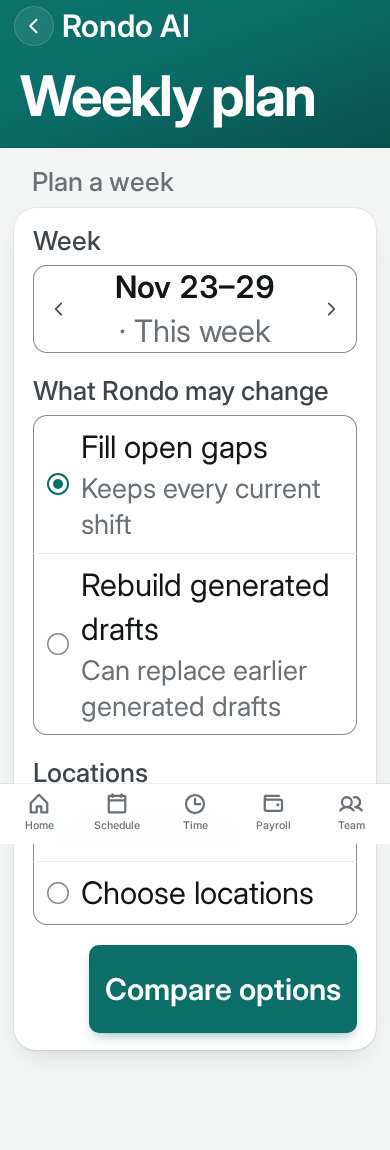 Rondo AI
Weekly plan
Plan a week
Week
Nov 23–29
· This week
What Rondo may change
Fill open gaps
Keeps every current
shift
Rebuild generated
drafts
Can replace earlier
generated drafts
Locations
Home
Schedule
Time
Payroll
Team
Choose locations
Compare options